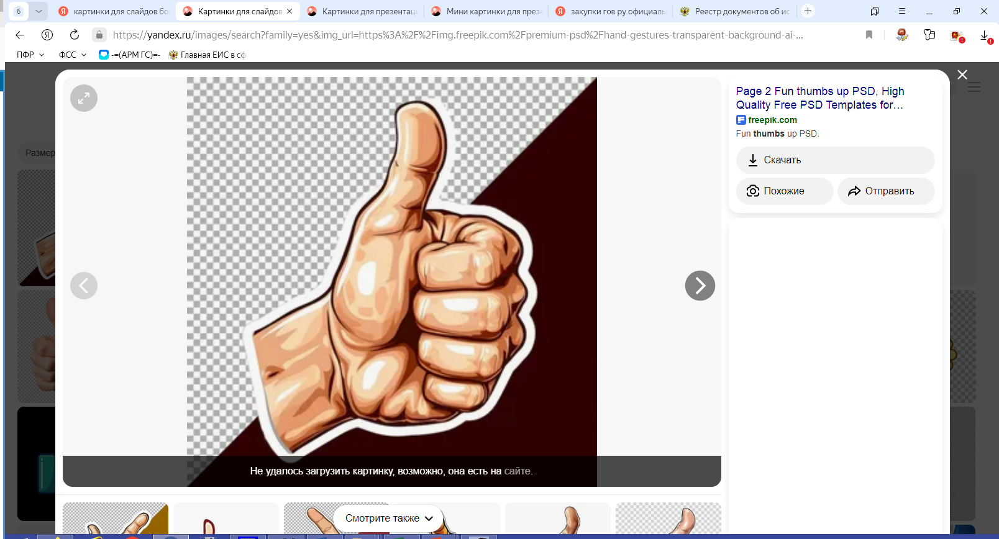 6
картинки для слайдов бо
Картинки для слайдов
Картинки для презентаци
Мини картинки для през
закупки гов ру официаль
Реестр документов об ис
https://yandex.ru/images/search?family=yes&img_url=https%3A%2F%2Fimg.freepik.com%2Fpremium-psd%2Fhand-gestures-transparent-background-ai-...
ПФР
ФСС
-=(АРМ ГС)=-
Главная ЕИС в сф
Размер
Page 2 Fun thumbs up PSD, High
Quality Free PSD Templates for...
freepik.com
Fun thumbs up PSD.
Скачать
Похожие
Отправить
Не удалось загрузить картинку, возможно, она есть на сайте.
Смотрите также